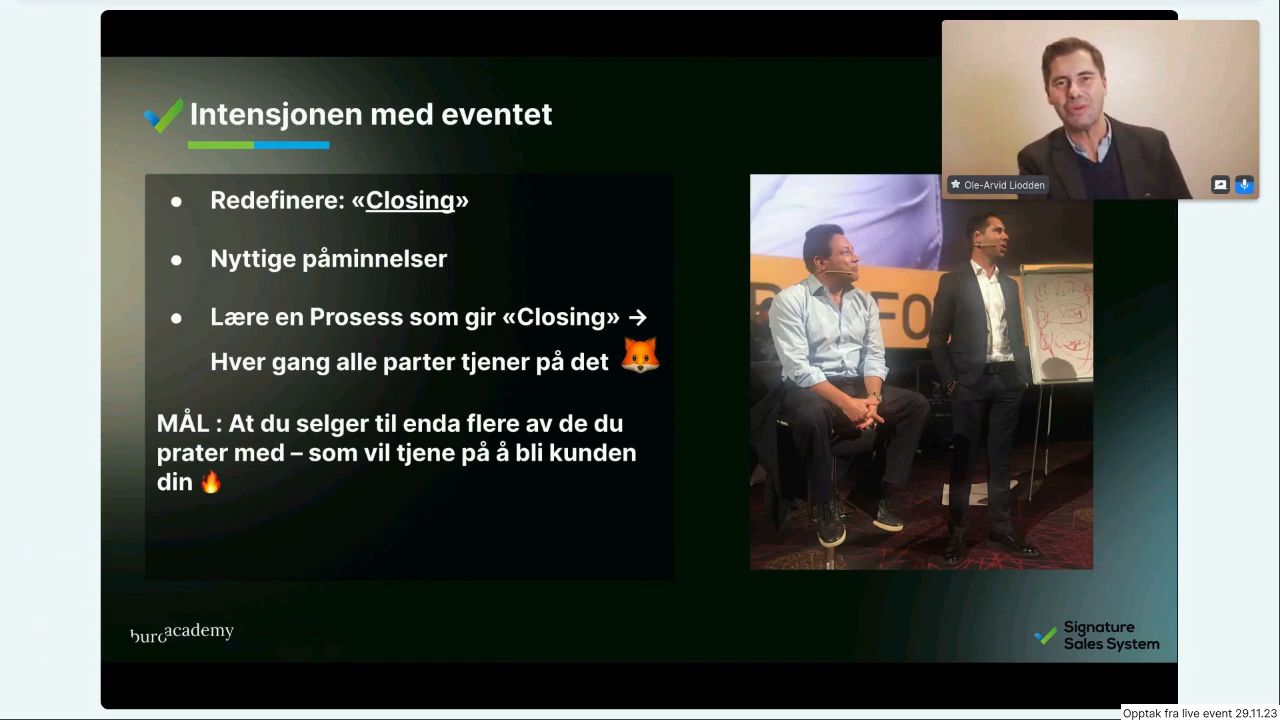 Intensjonen med eventet
● Redefinere: «Closing»
● Nyttige påminnelser
● Lære en Prosess som gir «Closing» →
Hver gang alle parter tjener på det 🦊
MÅL : At du selger til enda flere av de du
prater med – som vil tjene på å bli kunden
din 🔥
Ole-Arvid Liodden
FO
buroacademy
Signature
Sales System
Opptak fra live event 29.11.23